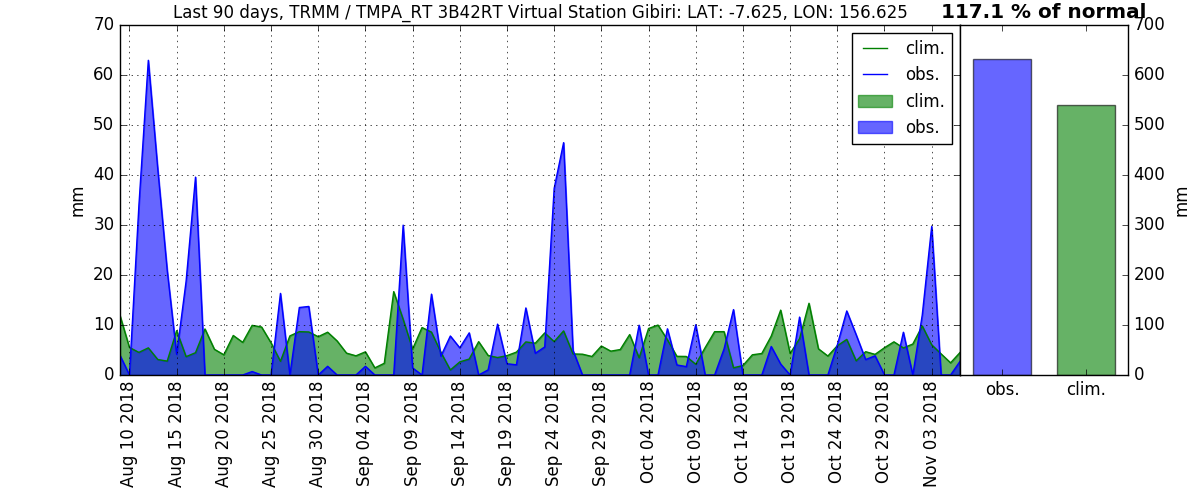 Last 90 days, TRMM / TMPA_RT 3B42RT Virtual Station Gibiri: LAT: -7.625, LON: 156.625
117.1 % of normal
70
60
50
40
30
20
10
0
mm
clim.
obs.
clim.
obs.
700
600
500
400
300
200
100
0
mm
Aug 10 2018
Aug 15 2018
Aug 20 2018
Aug 25 2018
Aug 30 2018
Sep 04 2018
Sep 09 2018
Sep 14 2018
Sep 19 2018
Sep 24 2018
Sep 29 2018
Oct 04 2018
Oct 09 2018
Oct 14 2018
Oct 19 2018
Oct 24 2018
Oct 29 2018
Nov 03 2018
obs.
clim.